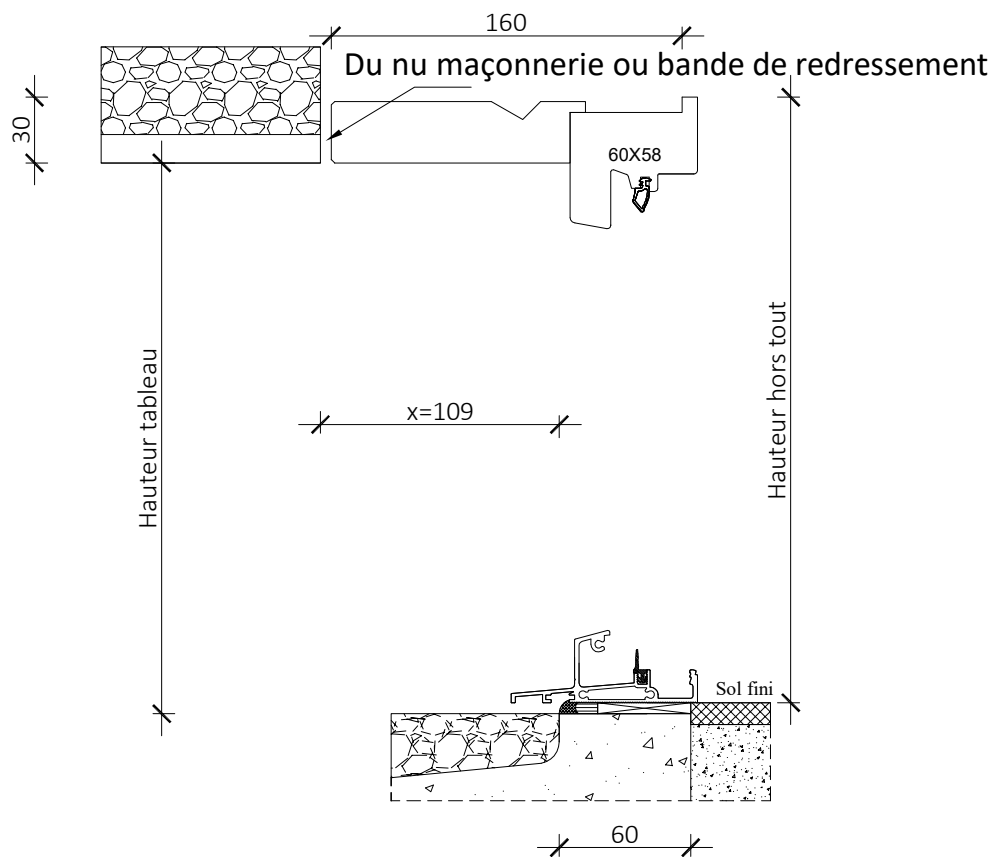 160
Du nu maçonnerie ou bande de redressement
30
60X58
Hauteur tableau
Hauteur hors tout
x=109
Sol fini
60